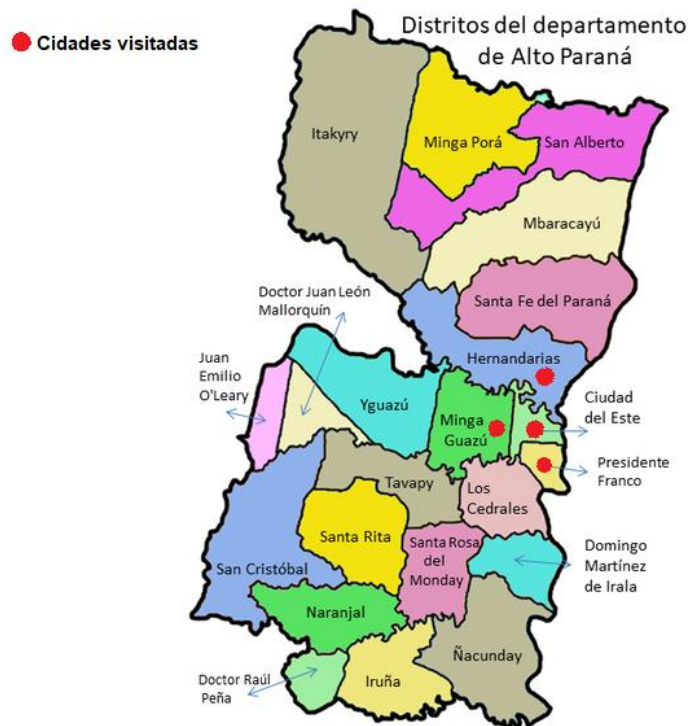 Cidades visitadas
Distritos del departamento
de Alto Paraná
Itakyry
Minga Porá
San Alberto
Mbaracayú
Doctor Juan León
Mallorquín
Santa Fe del Paraná
Juan
Emilio
O'Leary
Hernandarias
Yguazú
Minga
Guazú
Ciudad
del Este
Presidente
Franco
Tavapy
Los
Cedrales
Santa Rita
Santa Rosa
del
Monday
Domingo
Martínez
de Irala
San Cristóbal
Naranjal
Ñacunday
Doctor Raúl
Peña
Iruña